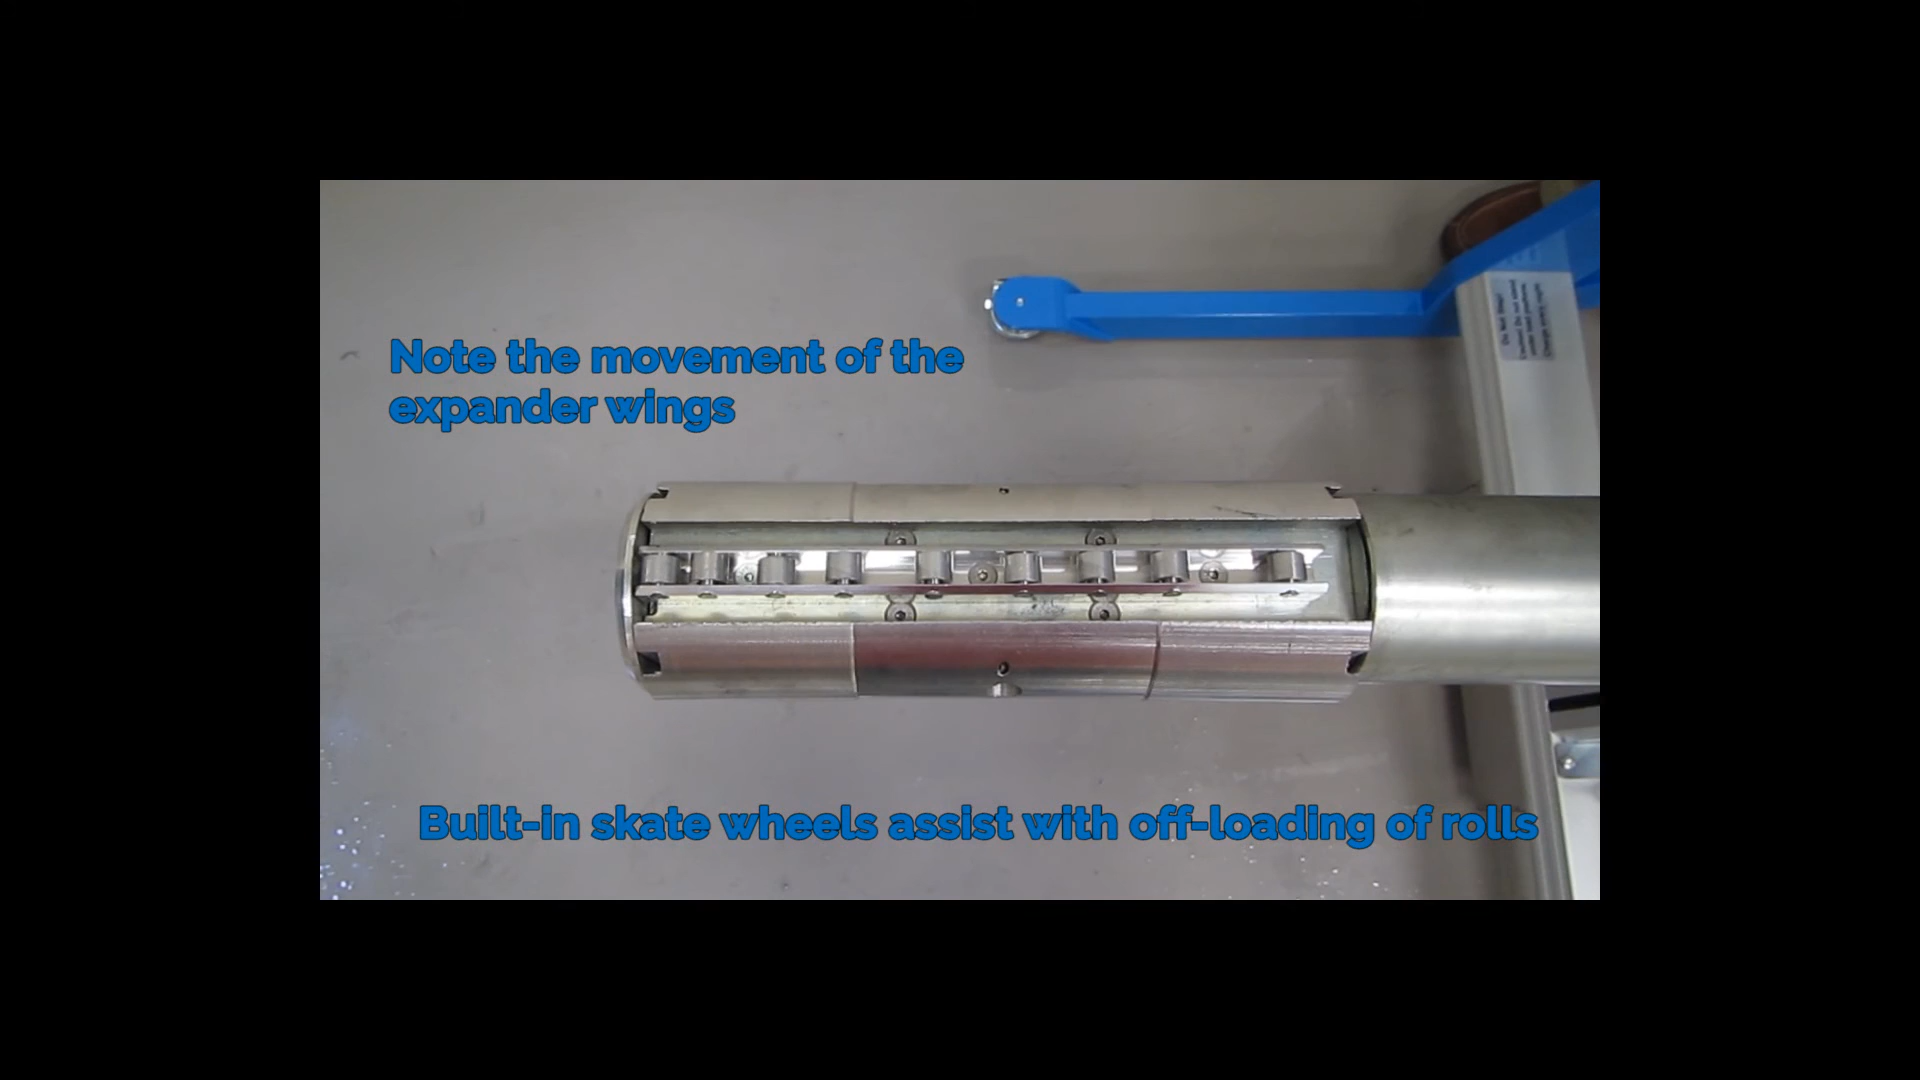 Note the movement of the
expander wings
Built-in skate wheels assist with off-loading of rolls